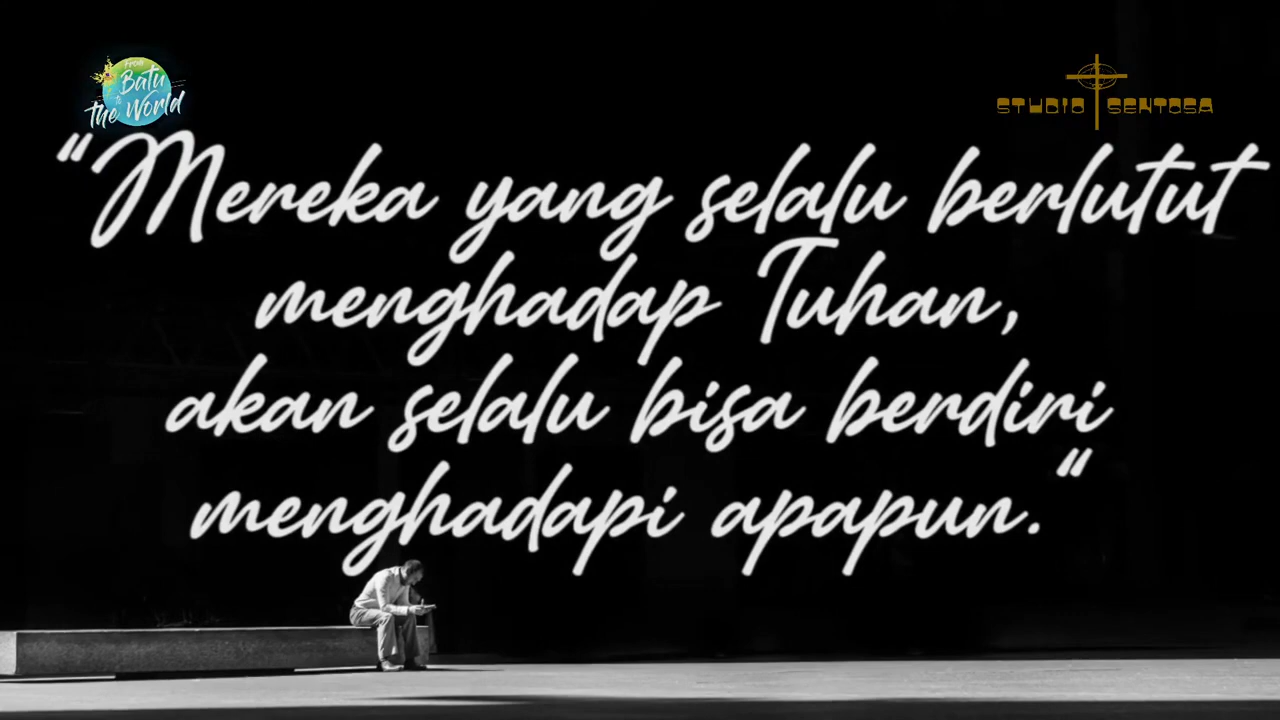 From
Batu
to
the World
STUDIO SENTOSA
“Mereka yang selalu berlutut
menghadap Tuhan,
akan selalu bisa berdiri
menghadapi apapun.“